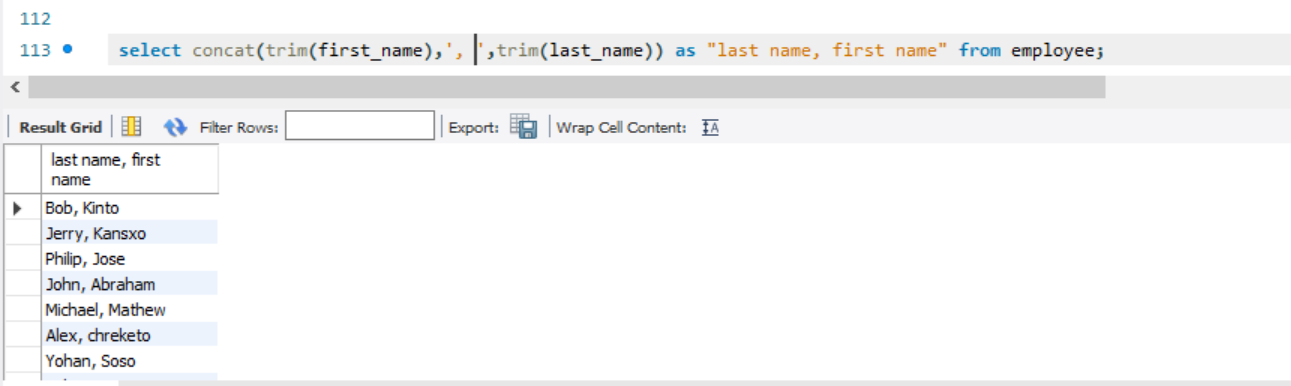 112
113 select concat(trim(first_name),', ',trim(last_name)) as "last name, first name" from employee;
Result Grid Filter Rows: Export: Wrap Cell Content: IA
last name, first
name
Bob, Kinto
Jerry, Kansxo
Philip, Jose
John, Abraham
Michael, Mathew
Alex, chreketo
Yohan, Soso